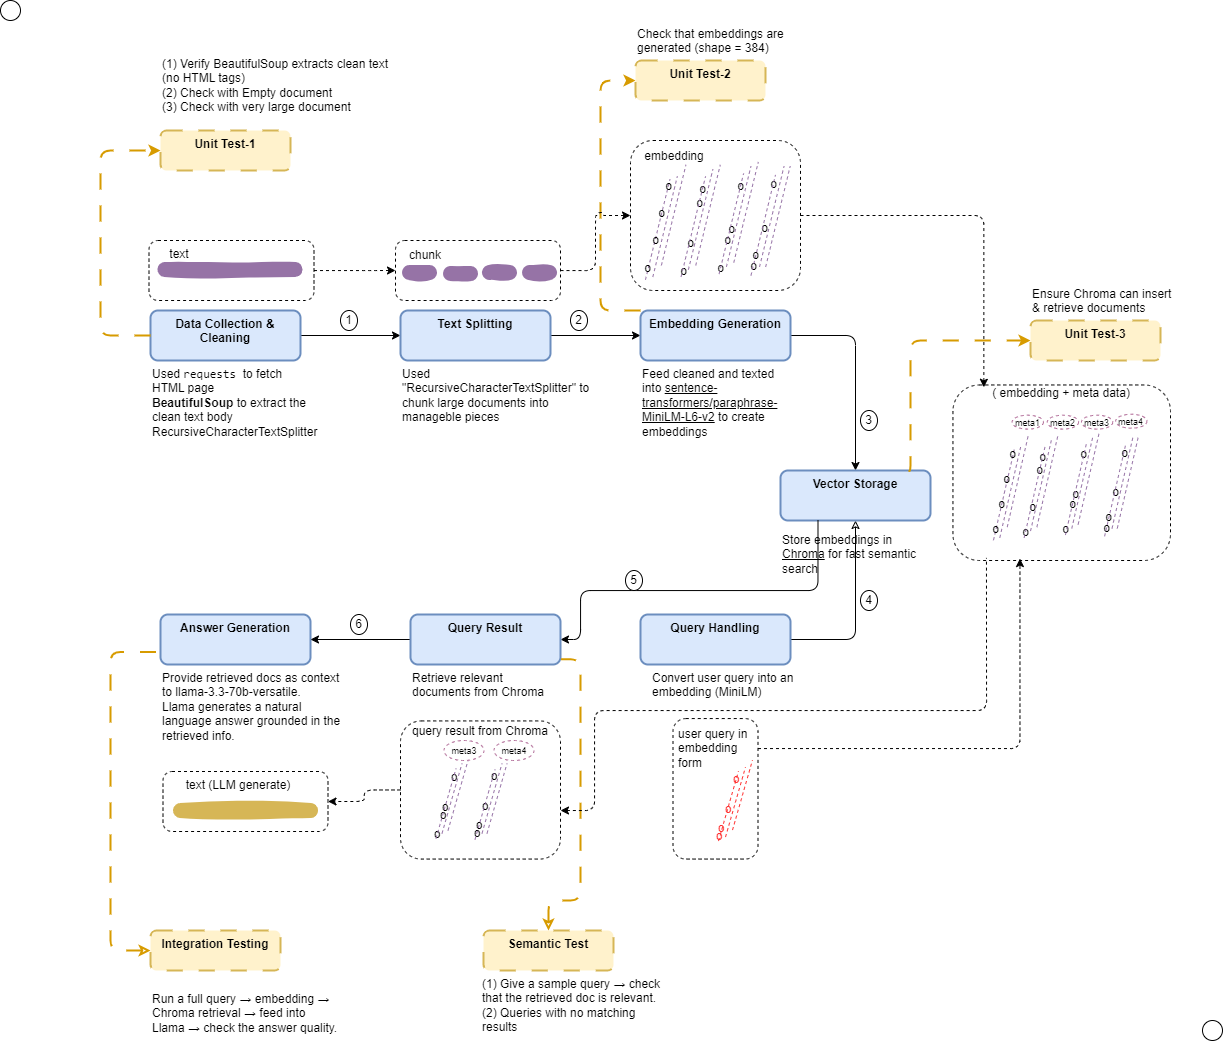 Check that embeddings are
generated (shape = 384)
Unit Test-2
(1) Verify BeautifulSoup extracts clean text
(no HTML tags)
(2) Check with Empty document
(3) Check with very large document
Unit Test-1
embedding
text
chunk
Data Collection &
Cleaning
1
Text Splitting
2
Embedding Generation
Used requests to fetch
HTML page
BeautifulSoup to extract the
clean text body
RecursiveCharacterTextSplitter
Used
"RecursiveCharacterTextSplitter" to
chunk large documents into
manageable pieces
Feed cleaned and texted
into sentence-
transformers/paraphrase-
MiniLM-L6-v2 to create
embeddings
3
Ensure Chroma can insert
& retrieve documents
Unit Test-3
( embedding + meta data)
meta1 meta2 meta3 meta4
Vector Storage
Store embeddings in
Chroma for fast semantic
search
5
4
Answer Generation
6
Query Result
Query Handling
Provide retrieved docs as context
to llama-3.3-70b-versatile.
Llama generates a natural
language answer grounded in the
retrieved info.
Retrieve relevant
documents from Chroma
Convert user query into an
embedding (MiniLM)
query result from Chroma
meta3 meta4
user query in
embedding
form
text (LLM generate)
Integration Testing
Run a full query → embedding →
Chroma retrieval → feed into
Llama → check the answer quality.
Semantic Test
(1) Give a sample query → check
that the retrieved doc is relevant.
(2) Queries with no matching
results